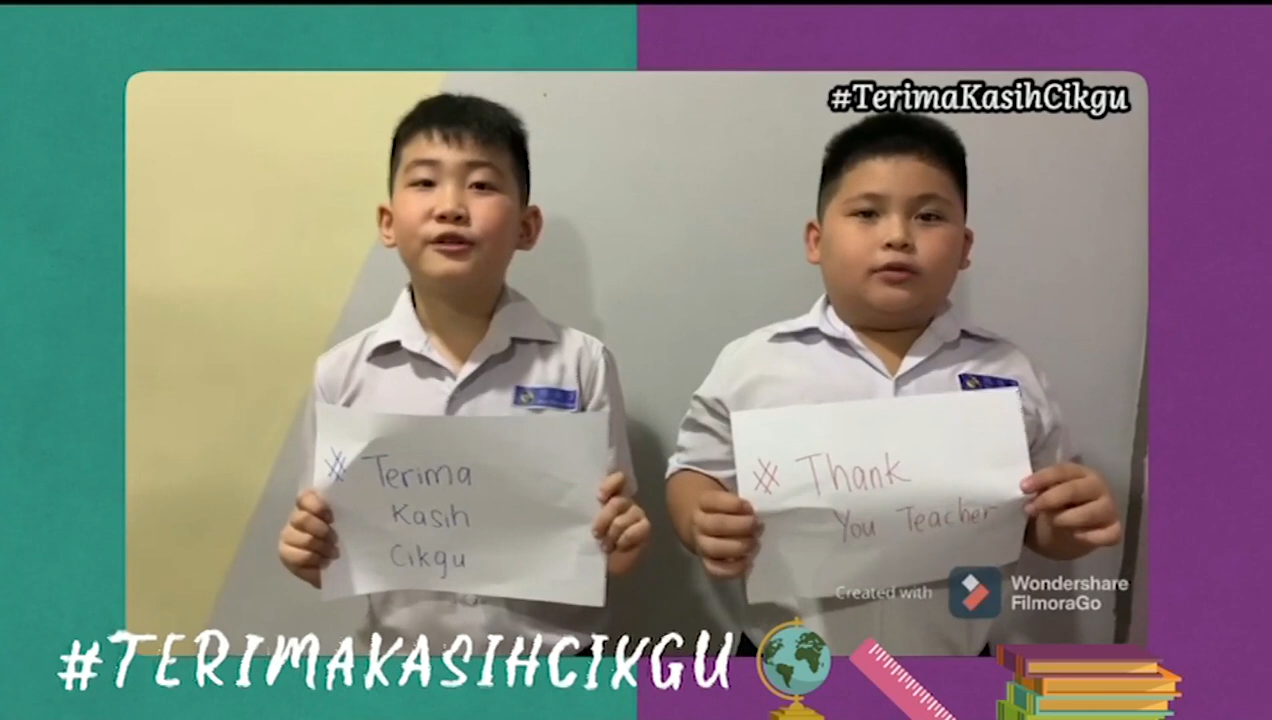 #TerimaKasihCikgu
# Terima
Kasih
Cikgu
# Thank
You Teacher
Created with
Wondershare
FilmoraGo
#TERIMAKASIHCIKGU